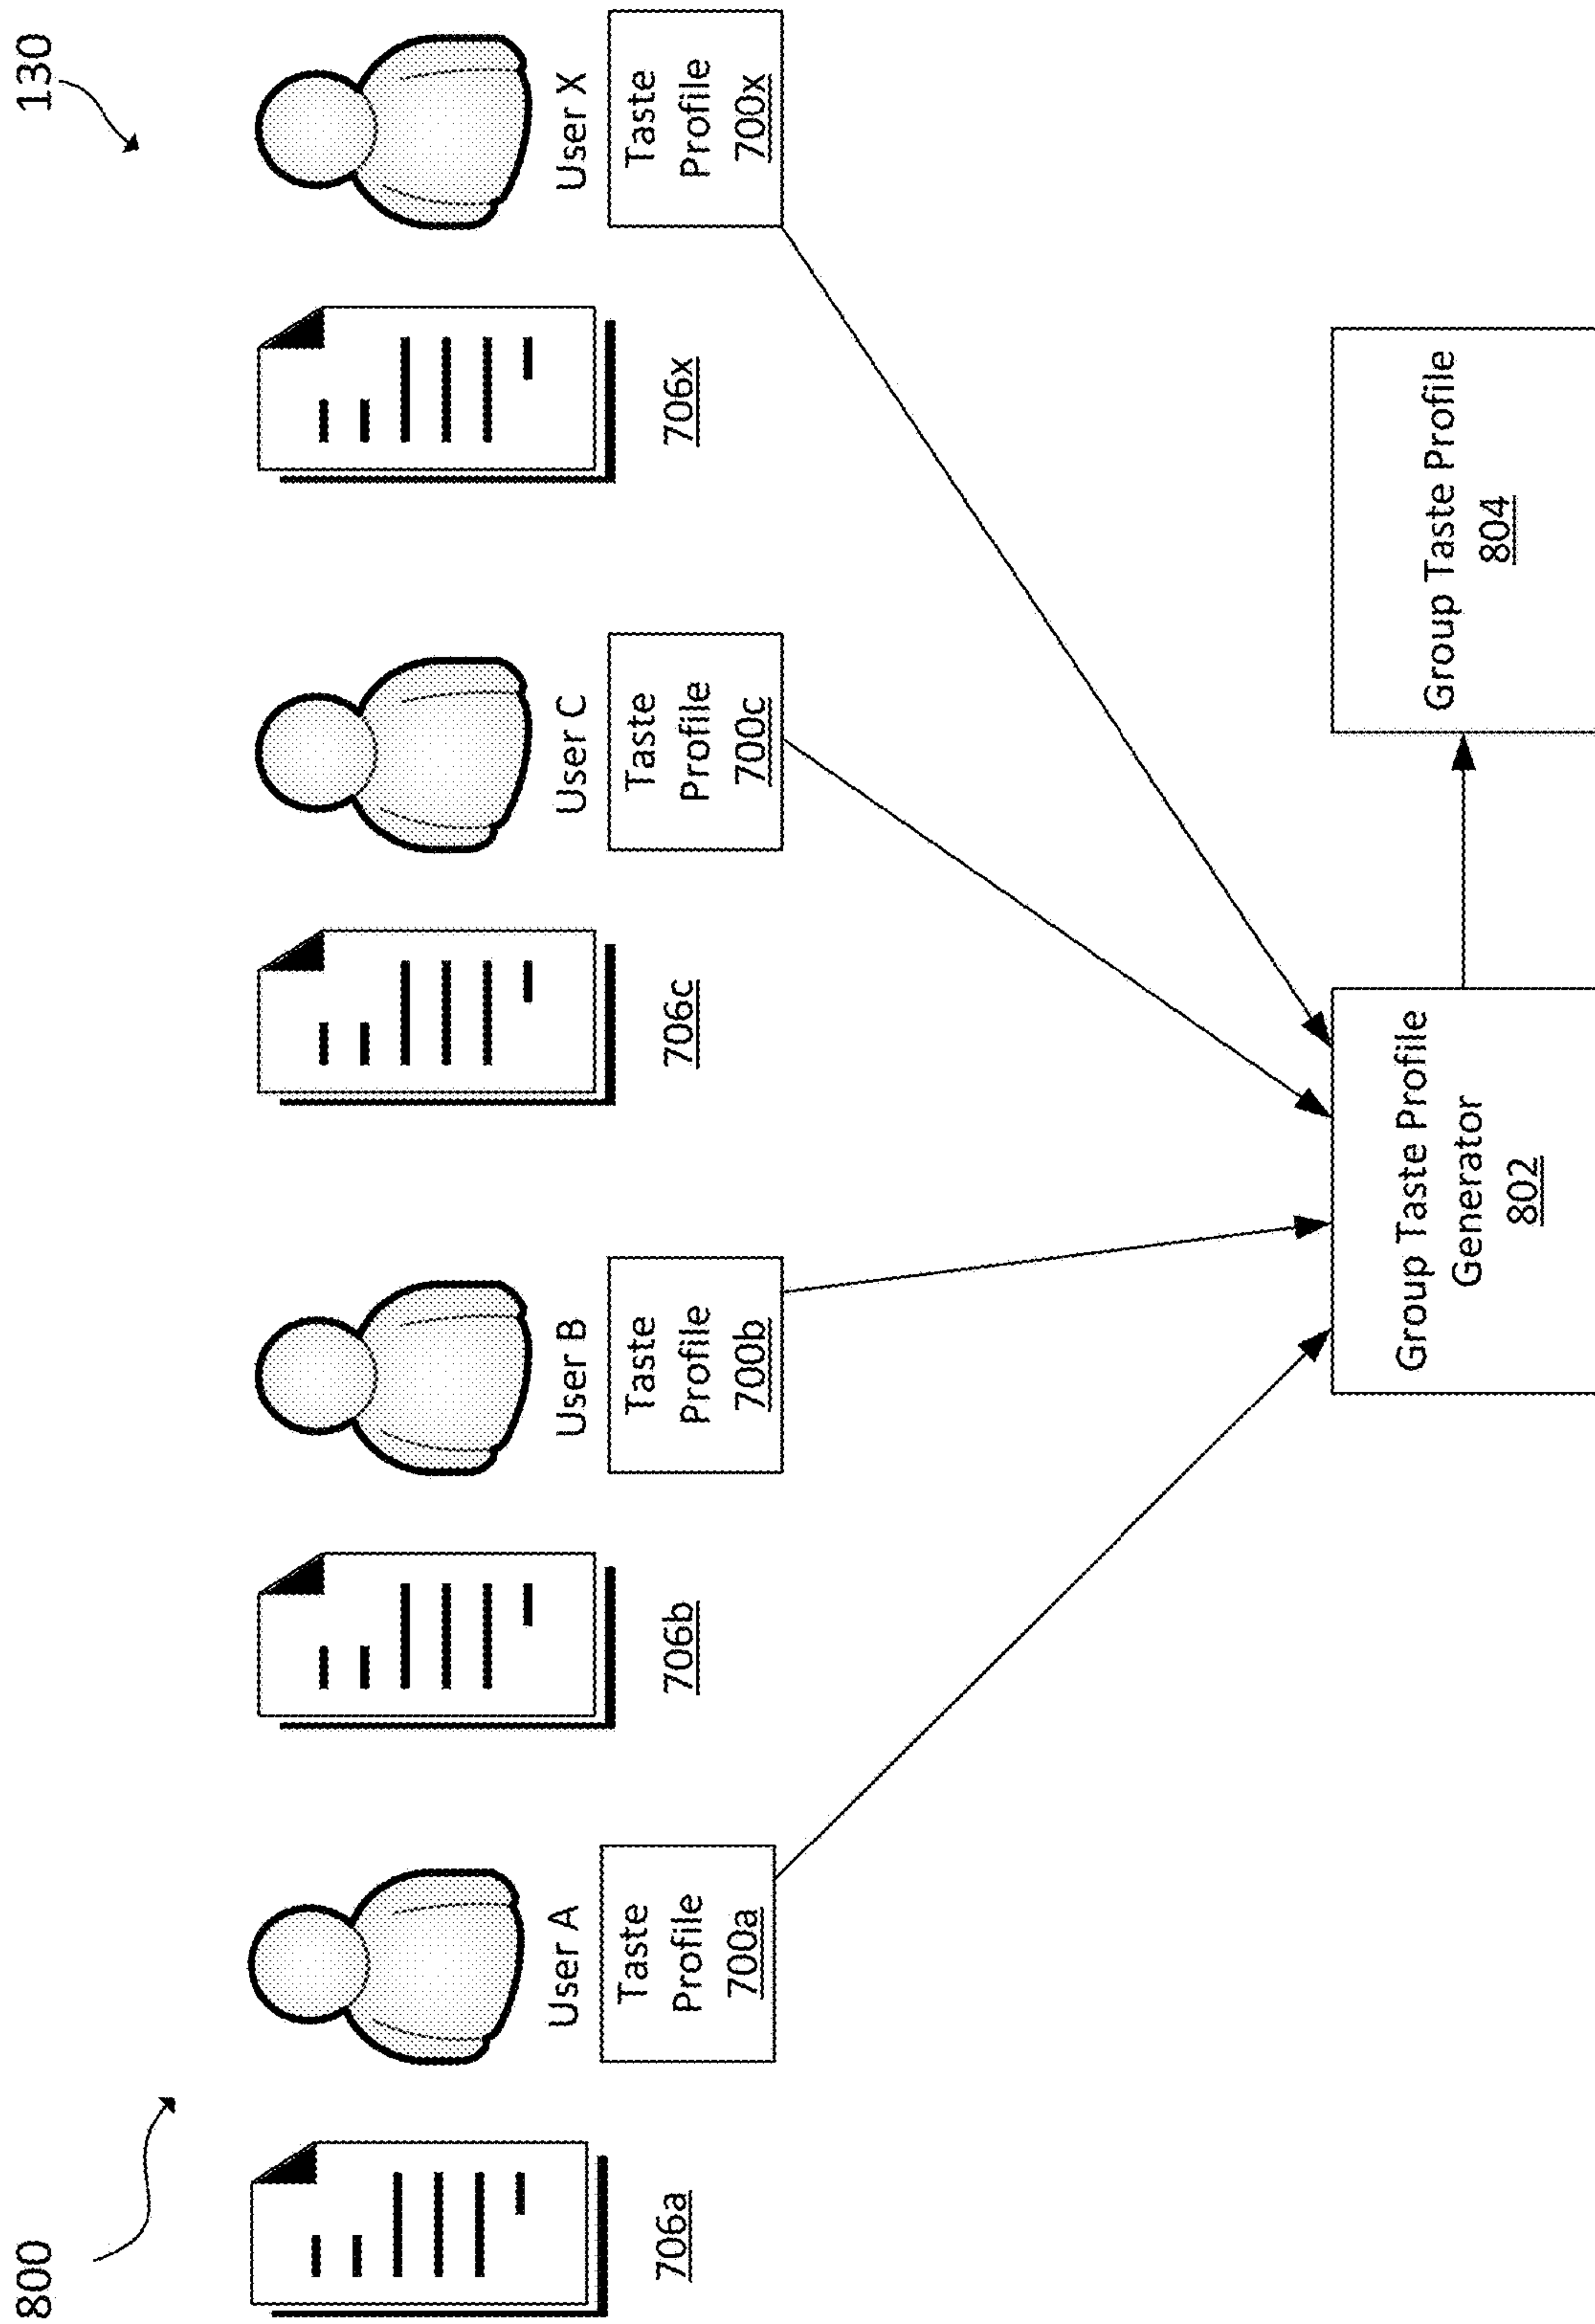 800
130
706a
User A
Taste
Profile
700a
706b
User B
Taste
Profile
700b
706c
User C
Taste
Profile
700c
706x
User X
Taste
Profile
700x
Group Taste Profile
Generator
802
Group Taste Profile
804